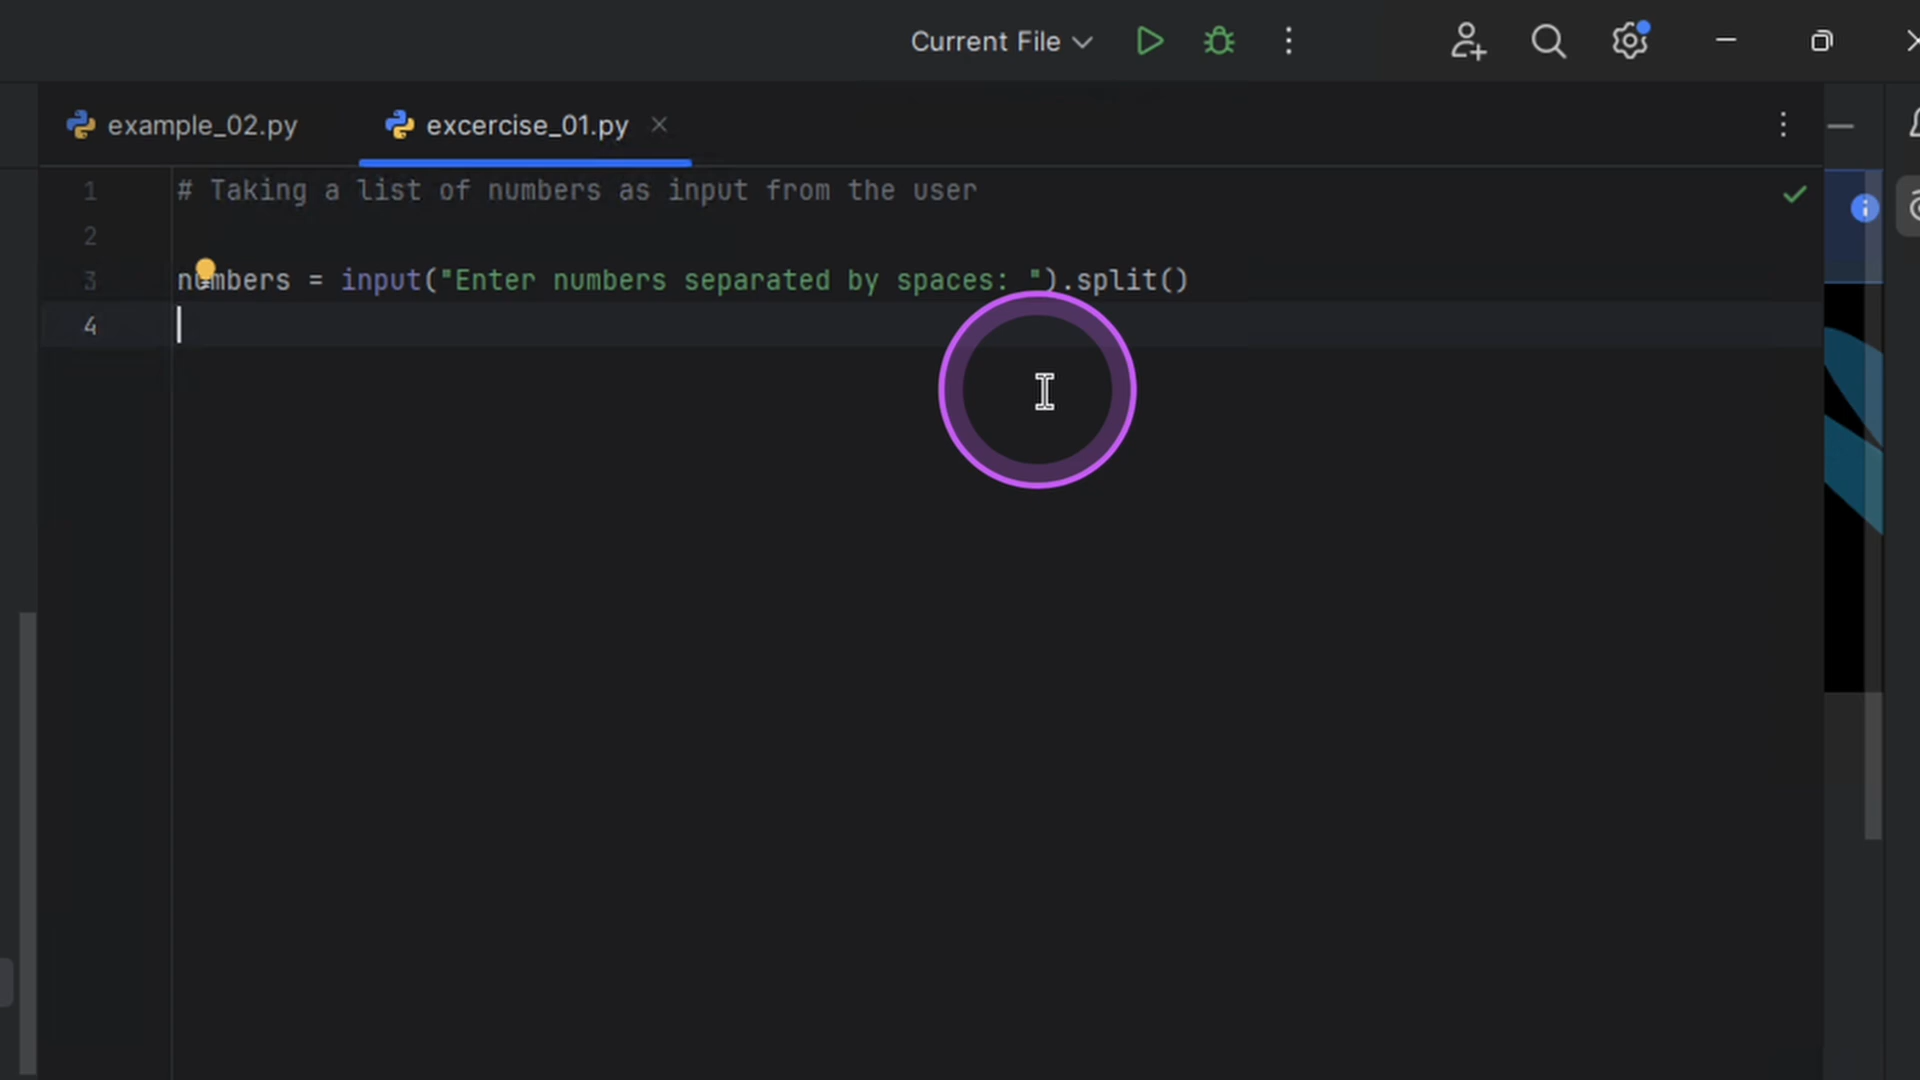 Current File
example_02.py
excercise_01.py
1 # Taking a list of numbers as input from the user
2
3 numbers = input("Enter numbers separated by spaces: ").split()
4